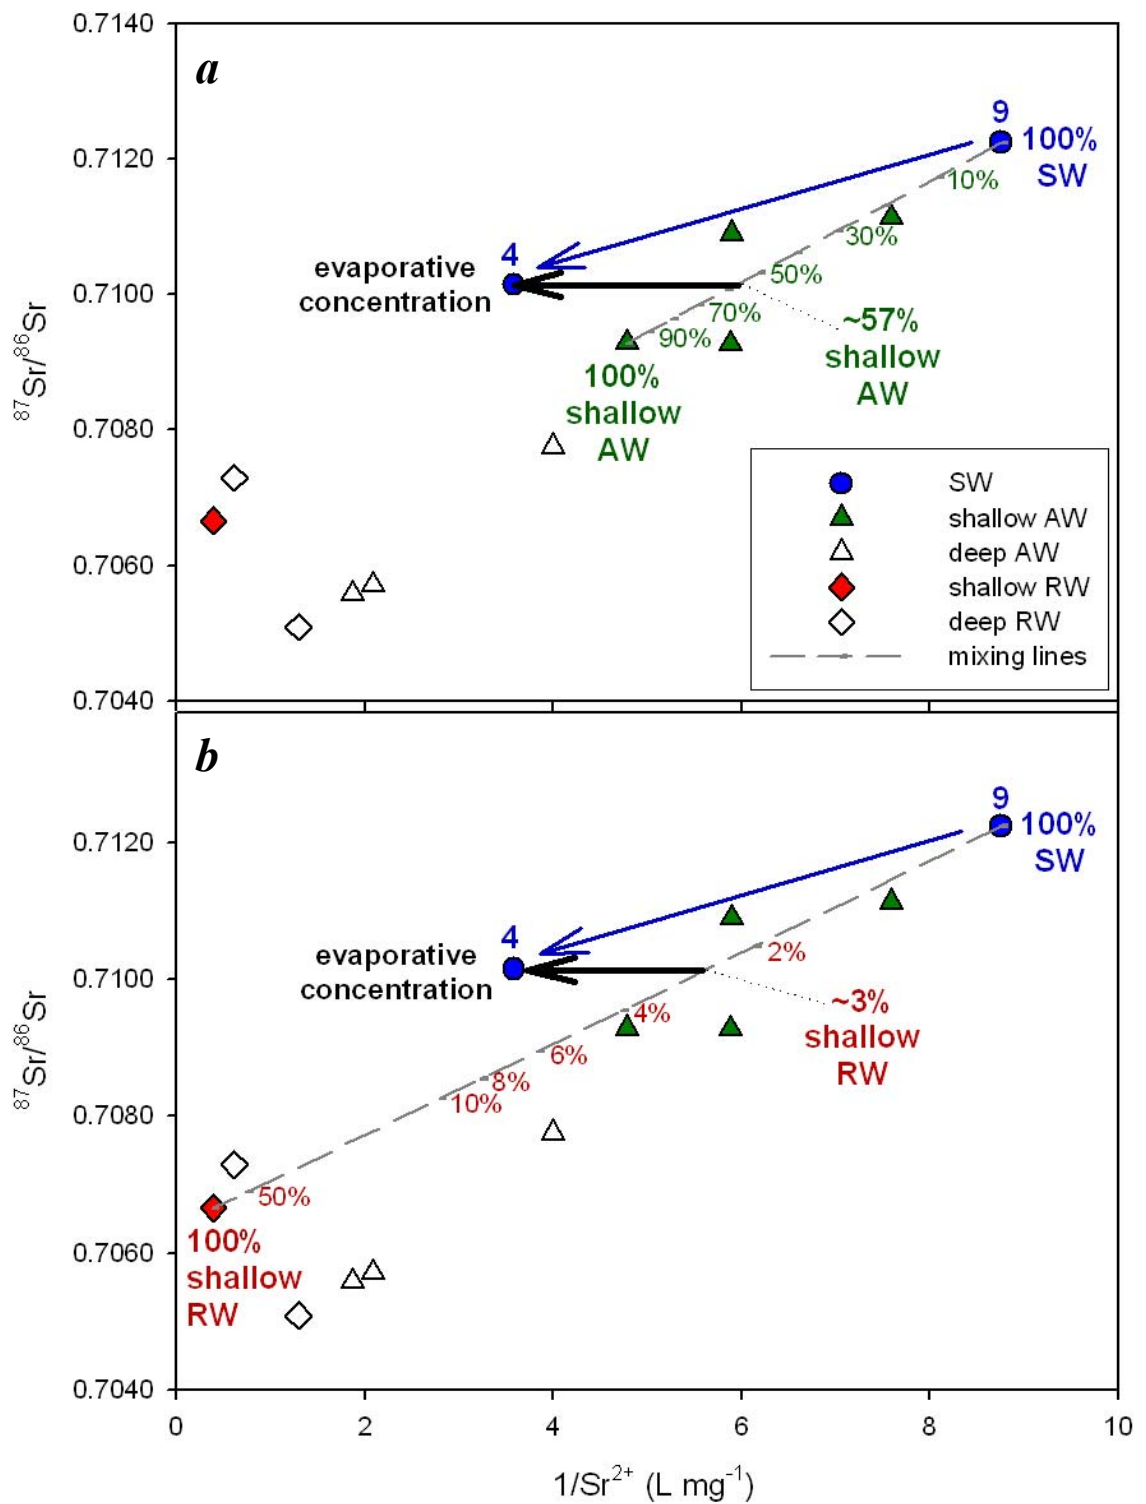 0.7140
a
9
100%
SW
0.7120
10%
30%
4
evaporative
concentration
50%
0.7100
70%
90%
~57%
shallow
AW
100%
shallow
AW
87Sr/86Sr
0.7080
SW
shallow AW
deep AW
shallow RW
deep RW
mixing lines
0.7060
0.7040
b
9
100%
SW
0.7120
4
evaporative
concentration
2%
0.7100
~3%
shallow
RW
4%
6%
8%
10%
87Sr/86Sr
0.7080
50%
100%
shallow
RW
0.7060
0.7040
0 2 4 6 8 10
1/Sr2+ (L mg-1)